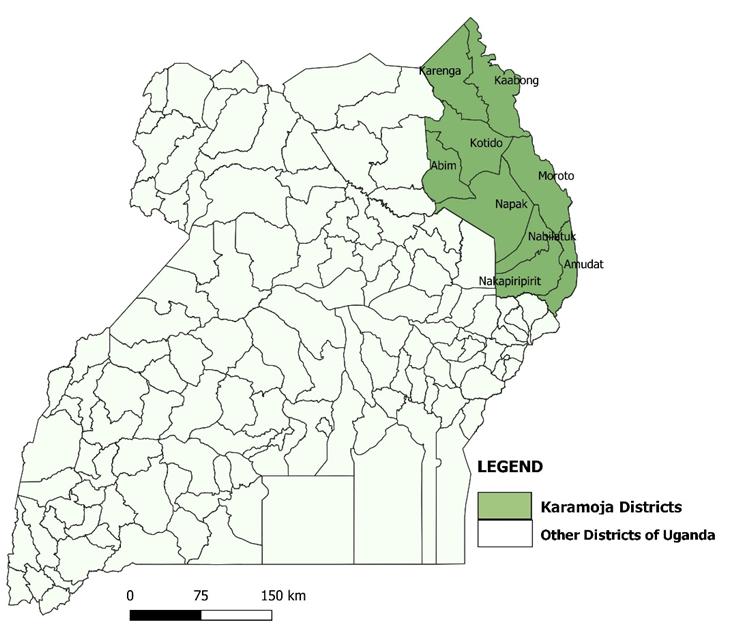 Karenga
Kaabong
Kotido
Abim
Moroto
Napak
Nabilatuk
Amudat
Nakapiripirit
LEGEND
Karamoja Districts
Other Districts of Uganda
0 75 150 km